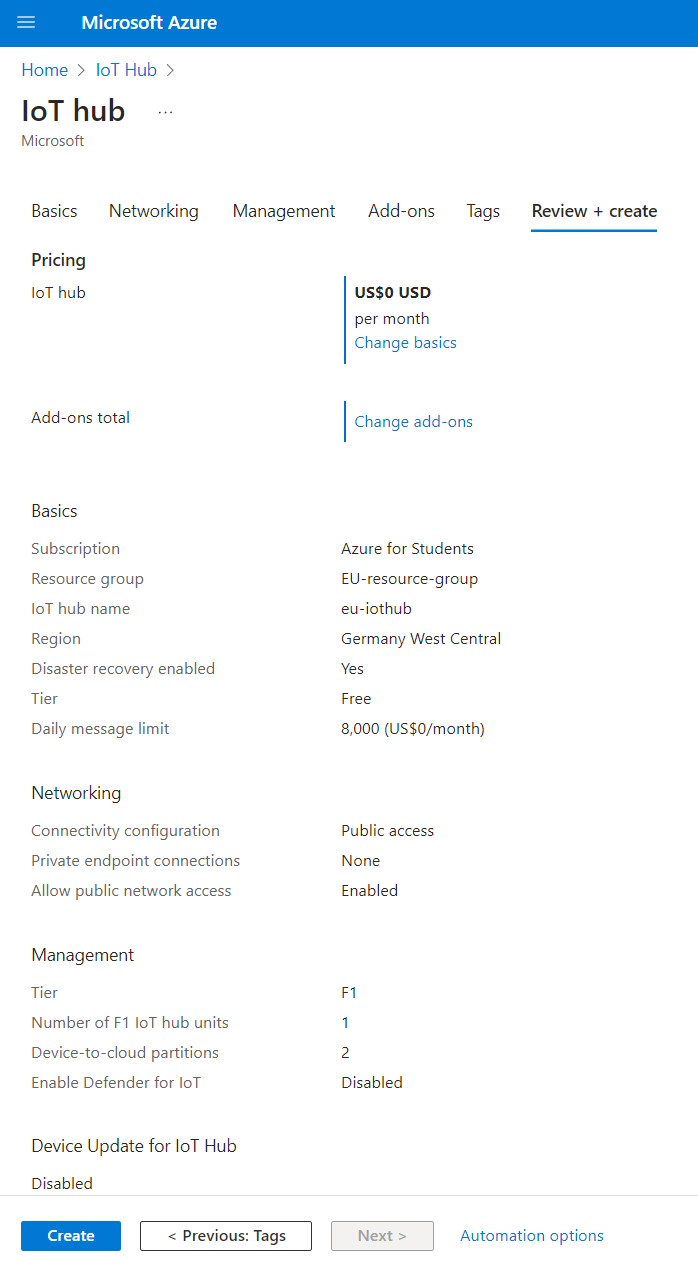 Microsoft Azure
Home > IoT Hub >
IoT hub ...
Microsoft
Basics Networking Management Add-ons Tags Review + create
Pricing
IoT hub US$0 USD
per month
Change basics
Add-ons total Change add-ons
Basics
Subscription Azure for Students
Resource group EU-resource-group
IoT hub name eu-iothub
Region Germany West Central
Disaster recovery enabled Yes
Tier Free
Daily message limit 8,000 (US$0/month)
Networking
Connectivity configuration Public access
Private endpoint connections None
Allow public network access Enabled
Management
Tier F1
Number of F1 IoT hub units 1
Device-to-cloud partitions 2
Enable Defender for IoT Disabled
Device Update for IoT Hub
Disabled
Create < Previous: Tags Next > Automation options